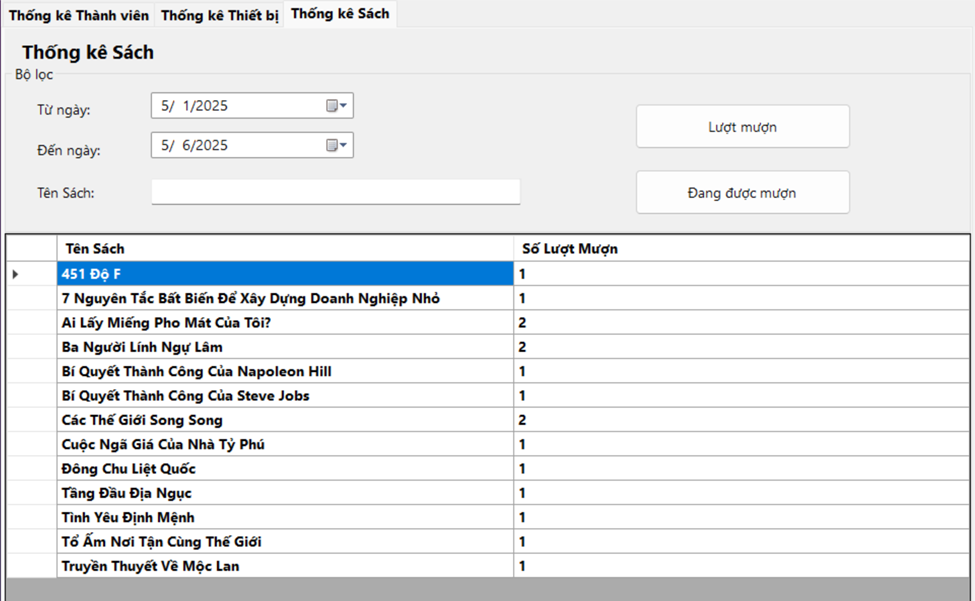 Thống kê Thành viên Thống kê Thiết bị Thống kê Sách
Thống kê Sách
Bộ lọc
Từ ngày: 5/ 1/2025
Lượt mượn
Đến ngày: 5/ 6/2025
Tên Sách:
Đang được mượn
Tên Sách Số Lượt Mượn
451 Độ F 1
7 Nguyên Tắc Bất Biến Để Xây Dựng Doanh Nghiệp Nhỏ 1
Ai Lấy Miếng Pho Mát Của Tôi? 2
Ba Người Lính Ngự Lâm 2
Bí Quyết Thành Công Của Napoleon Hill 1
Bí Quyết Thành Công Của Steve Jobs 1
Các Thế Giới Song Song 2
Cuộc Ngã Giá Của Nhà Tỷ Phú 1
Đông Chu Liệt Quốc 1
Tầng Đầu Địa Ngục 1
Tình Yêu Định Mệnh 1
Tổ Ấm Nơi Tận Cùng Thế Giới 1
Truyền Thuyết Về Mộc Lan 1